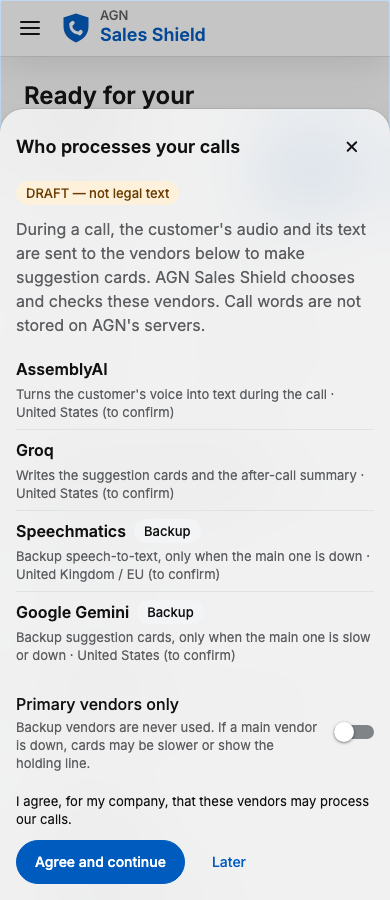 AGN
Sales Shield
Ready for your
Who processes your calls
DRAFT — not legal text
During a call, the customer's audio and its text
are sent to the vendors below to make
suggestion cards. AGN Sales Shield chooses
and checks these vendors. Call words are not
stored on AGN's servers.
AssemblyAI
Turns the customer's voice into text during the call ·
United States (to confirm)
Groq
Writes the suggestion cards and the after-call summary ·
United States (to confirm)
Speechmatics Backup
Backup speech-to-text, only when the main one is down ·
United Kingdom / EU (to confirm)
Google Gemini Backup
Backup suggestion cards, only when the main one is slow
or down · United States (to confirm)
Primary vendors only
Backup vendors are never used. If a main vendor
is down, cards may be slower or show the
holding line.
I agree, for my company, that these vendors may process
our calls.
Agree and continue Later